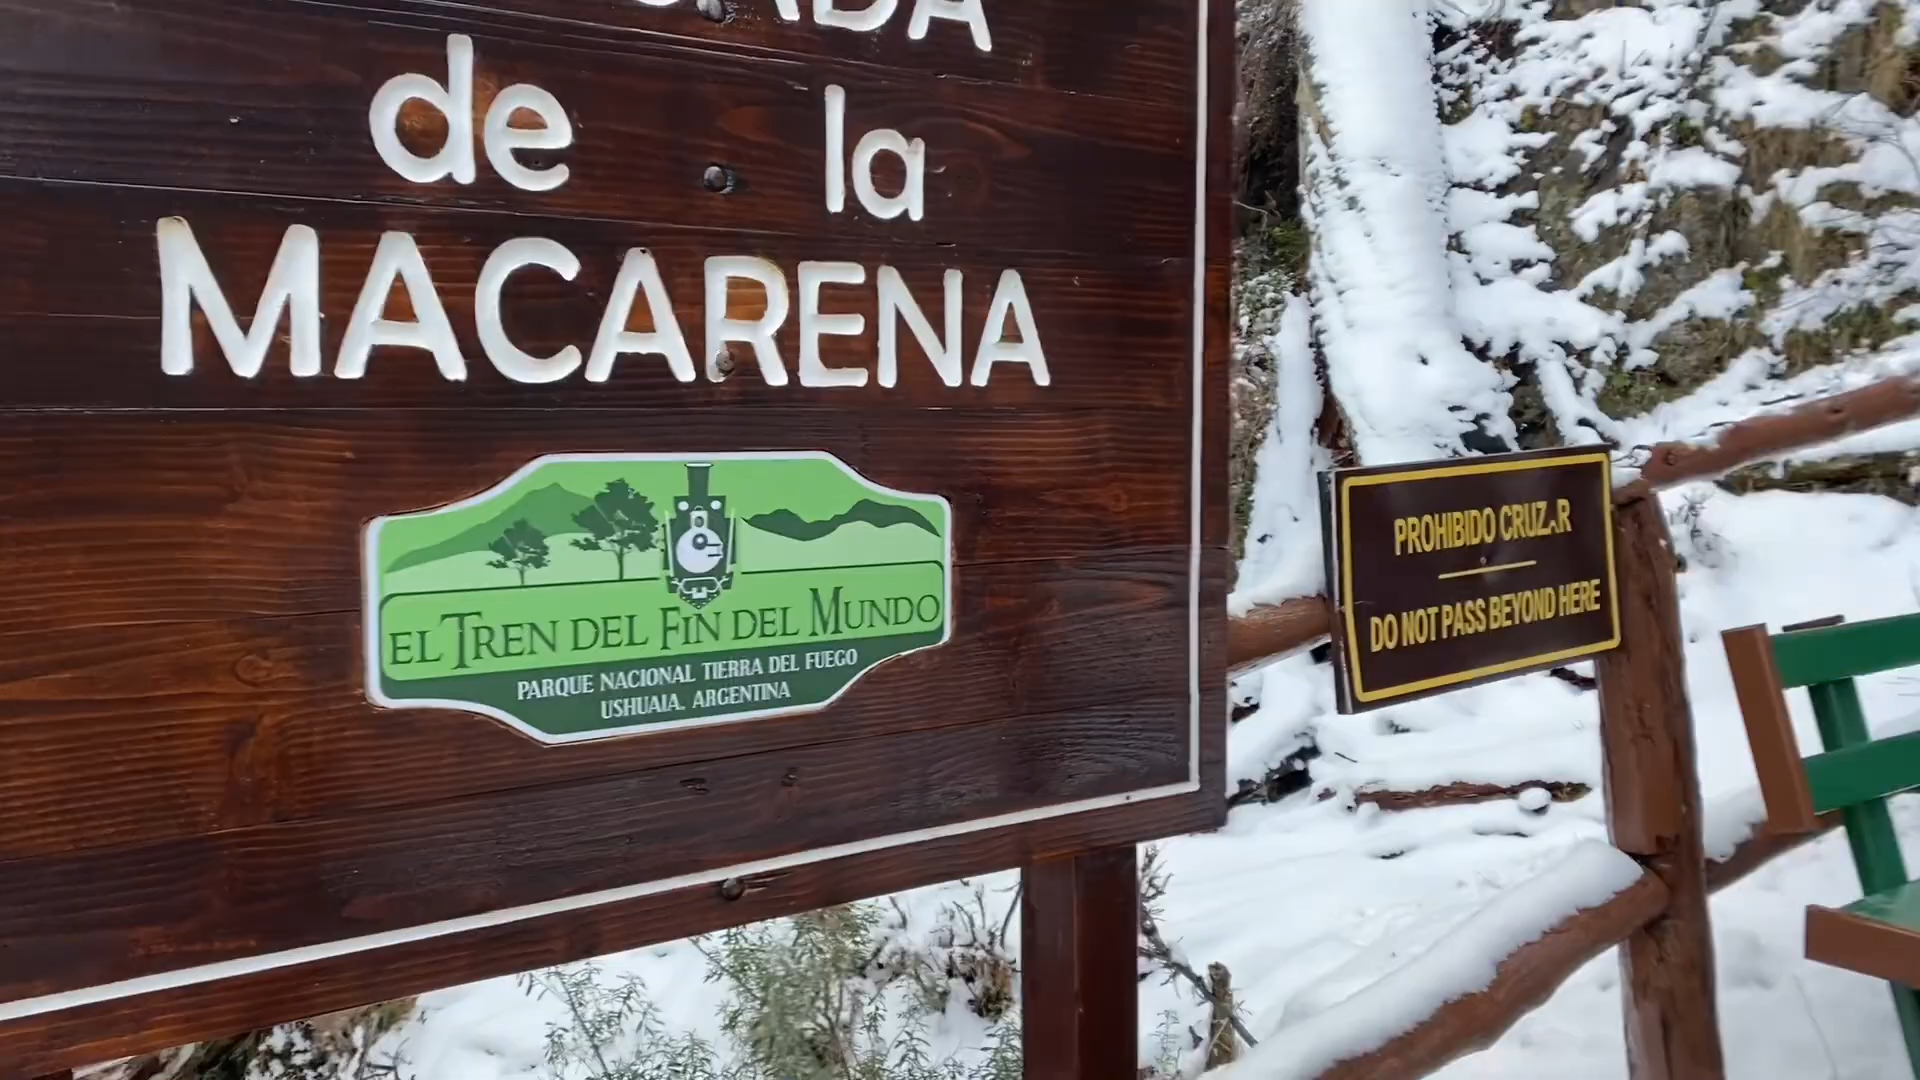 de la
MACARENA
EL TREN DEL FIN DEL MUNDO
PARQUE NACIONAL TIERRA DEL FUEGO
USHUAIA, ARGENTINA
PROHIBIDO CRUZAR
DO NOT PASS BEYOND HERE